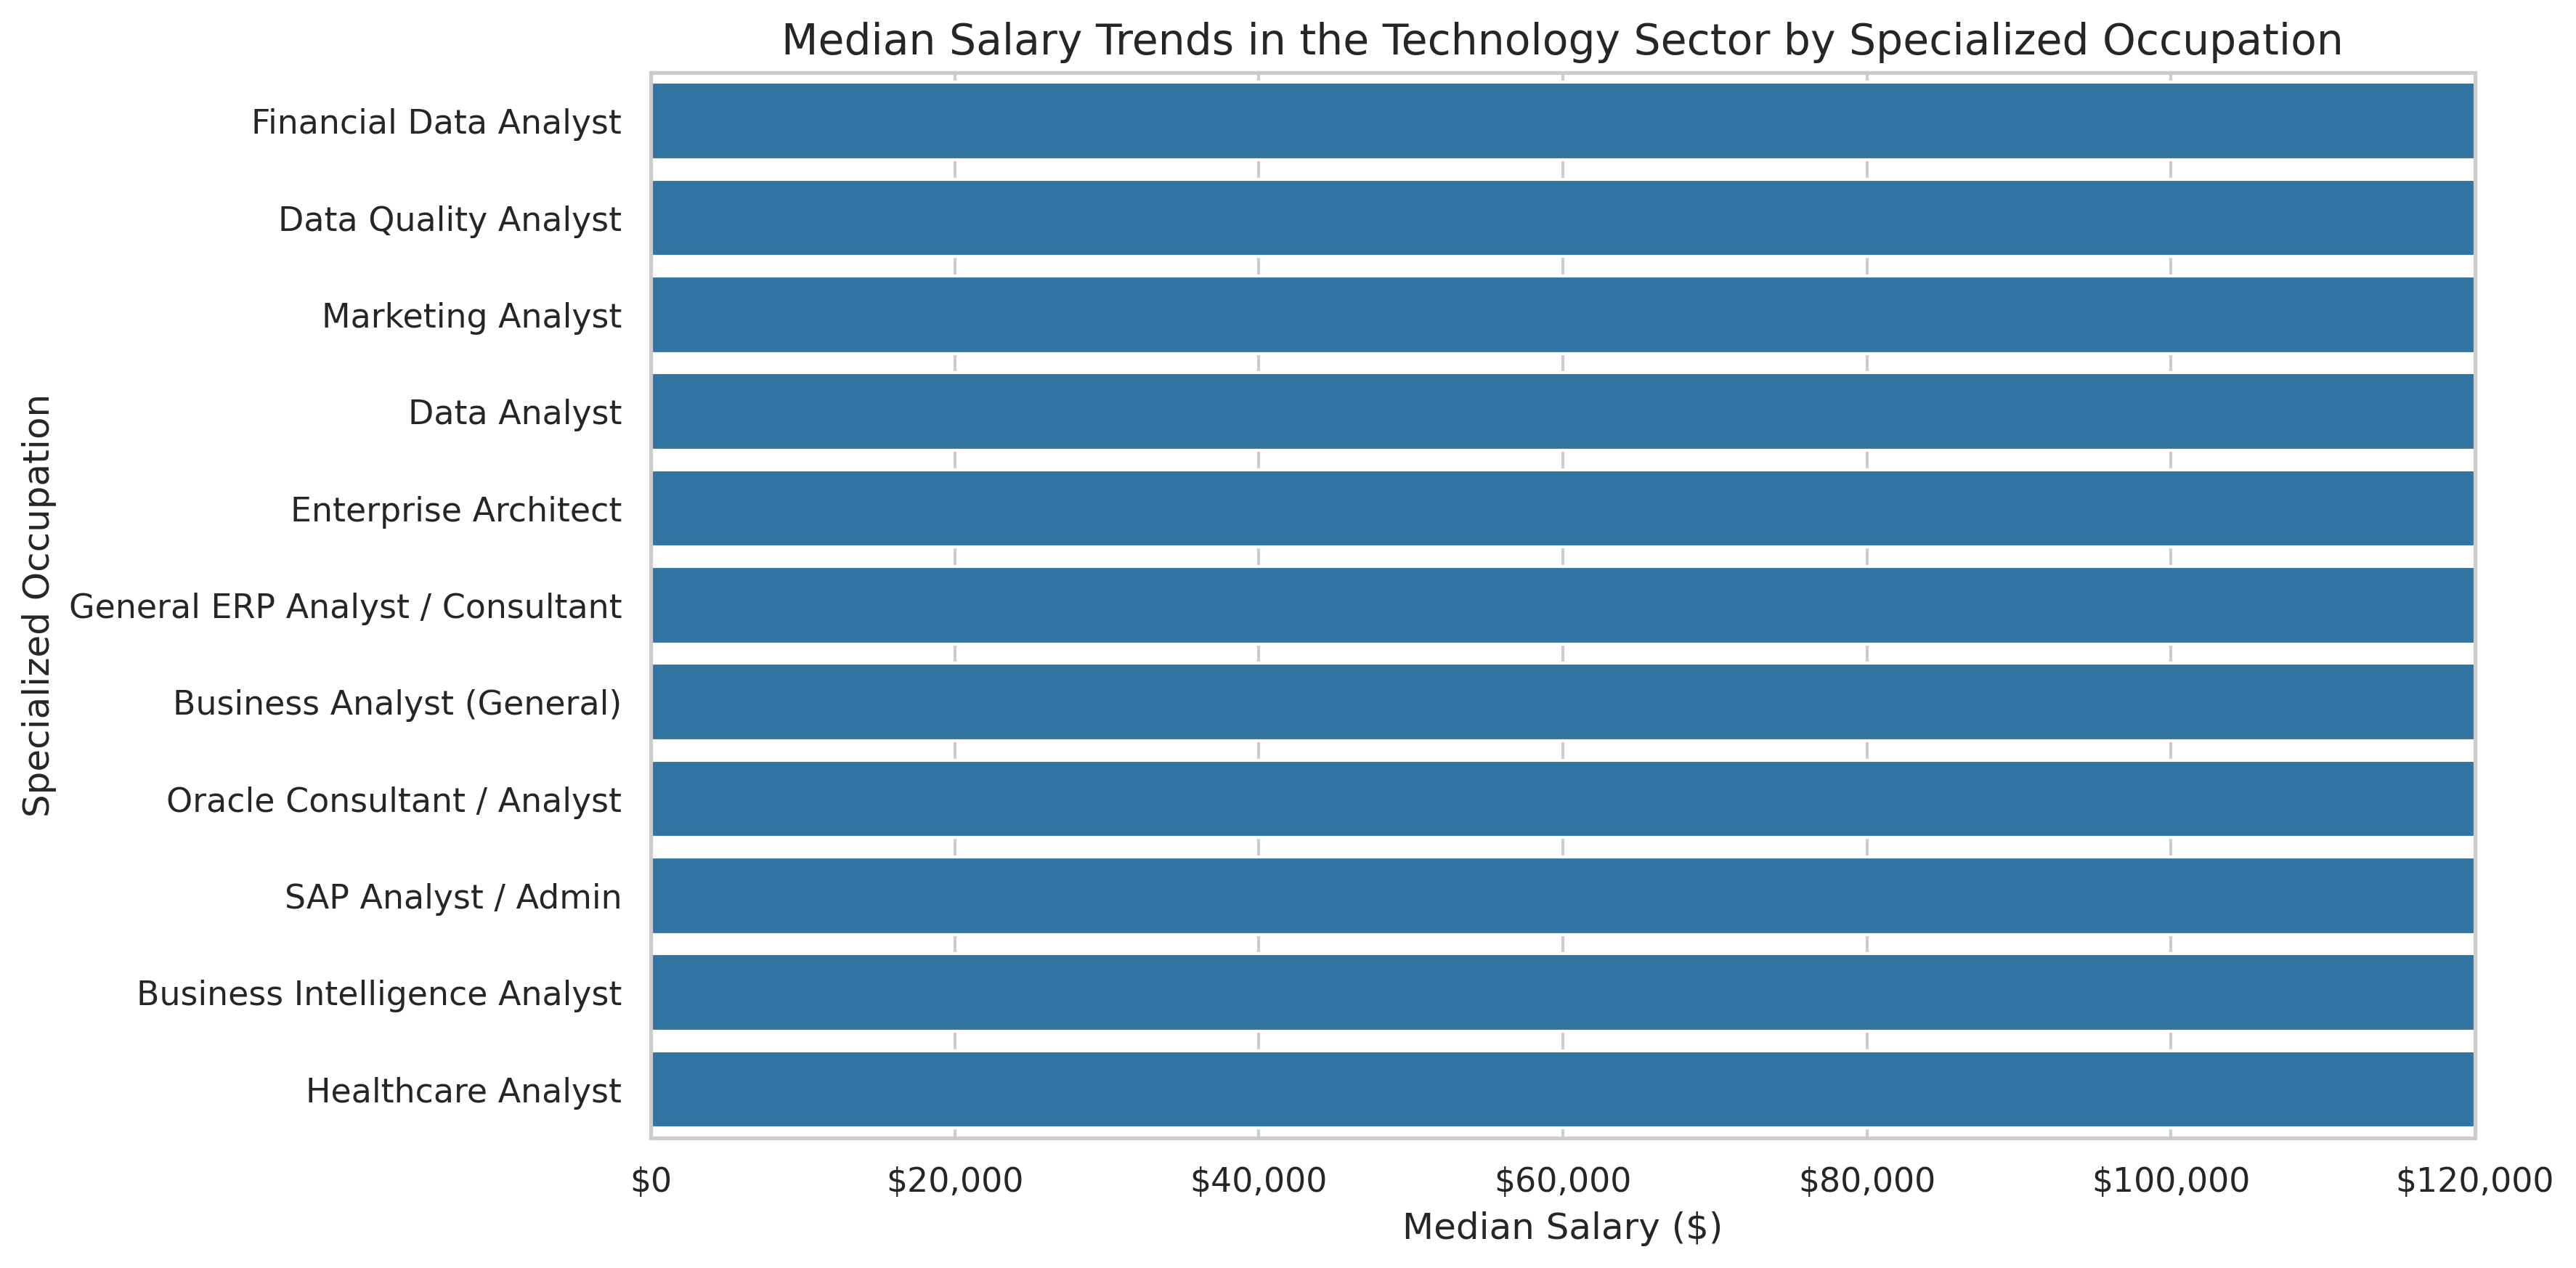 Median Salary Trends in the Technology Sector by Specialized Occupation
Specialized Occupation
Financial Data Analyst
Data Quality Analyst
Marketing Analyst
Data Analyst
Enterprise Architect
General ERP Analyst / Consultant
Business Analyst (General)
Oracle Consultant / Analyst
SAP Analyst / Admin
Business Intelligence Analyst
Healthcare Analyst
$0 $20,000 $40,000 $60,000 $80,000 $100,000 $120,000
Median Salary ($)